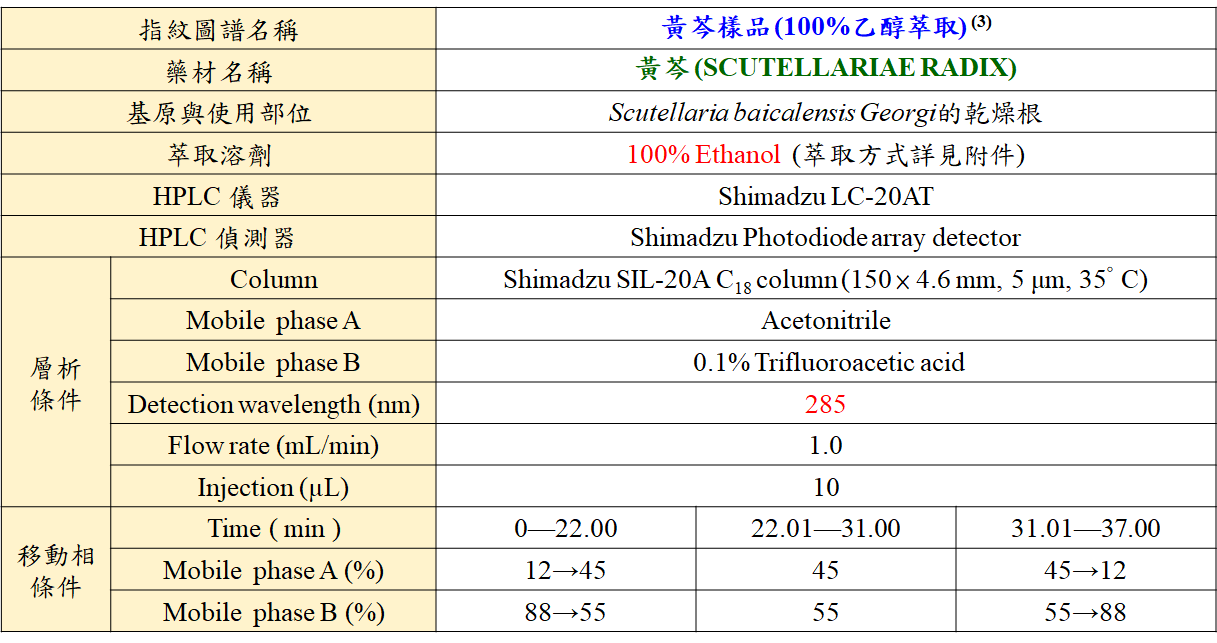 指紋圖譜名稱 黃芩樣品(100%乙醇萃取)(3)
藥材名稱 黃芩(SCUTELLARIAE RADIX)
基原與使用部位 Scutellaria baicalensis Georgi的乾燥根
萃取溶劑 100% Ethanol (萃取方式詳見附件)
HPLC 儀器 Shimadzu LC-20AT
HPLC 偵測器 Shimadzu Photodiode array detector
層析條件
Column Shimadzu SIL-20A C18 column (150 × 4.6 mm, 5 μm, 35° C)
Mobile phase A Acetonitrile
Mobile phase B 0.1% Trifluoroacetic acid
Detection wavelength (nm) 285
Flow rate (mL/min) 1.0
Injection (μL) 10
移動相條件
Time ( min ) 0—22.00 22.01—31.00 31.01—37.00
Mobile phase A (%) 12→45 45 45→12
Mobile phase B (%) 88→55 55 55→88